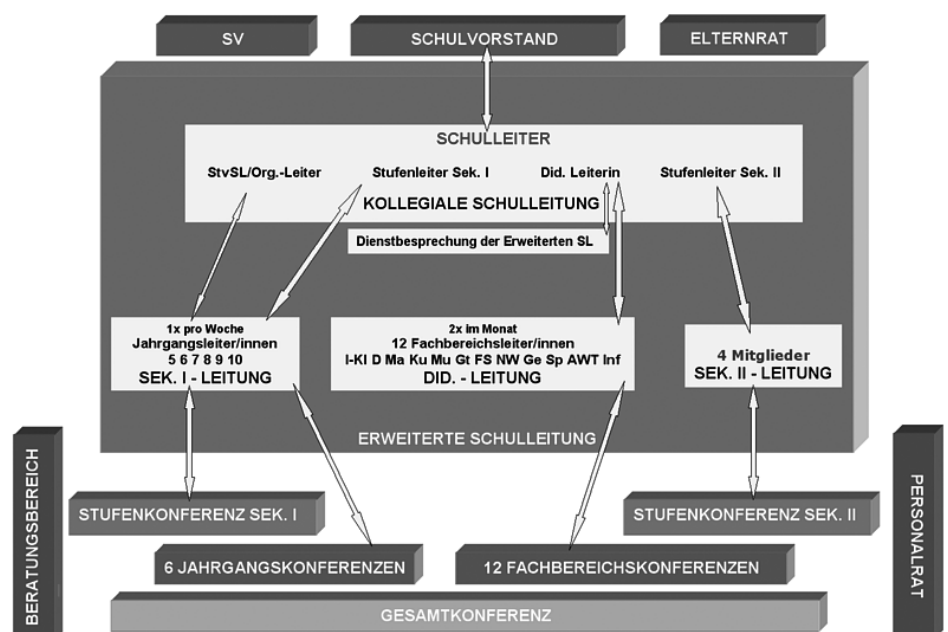 SV
SCHULVORSTAND
ELTERNRAT
SCHULLEITER
StvSL/Org.-Leiter
Stufenleiter Sek. I
Did. Leiterin
Stufenleiter Sek. II
KOLLEGIALE SCHULLEITUNG
Dienstbesprechung der Erweiterten SL
1x pro Woche
Jahrgangsleiter/innen
5 6 7 8 9 10
SEK. I - LEITUNG
2x im Monat
12 Fachbereichsleiter/innen
I-KI D Ma Ku Mu Gt FS NW Ge Sp AWT Inf
DID. - LEITUNG
4 Mitglieder
SEK. II - LEITUNG
ERWEITERTE SCHULLEITUNG
BERATUNGSBEREICH
PERSONALRAT
STUFENKONFERENZ SEK. I
STUFENKONFERENZ SEK. II
6 JAHRGANGSKONFERENZEN
12 FACHBEREICHSKONFERENZEN
GESAMTKONFERENZ